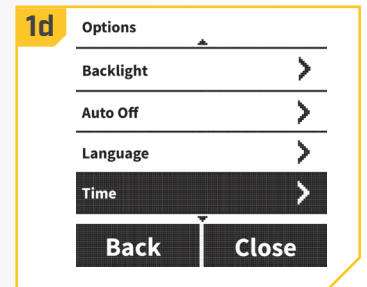 1d
Options
Backlight
Auto Off
Language
Time
Back Close